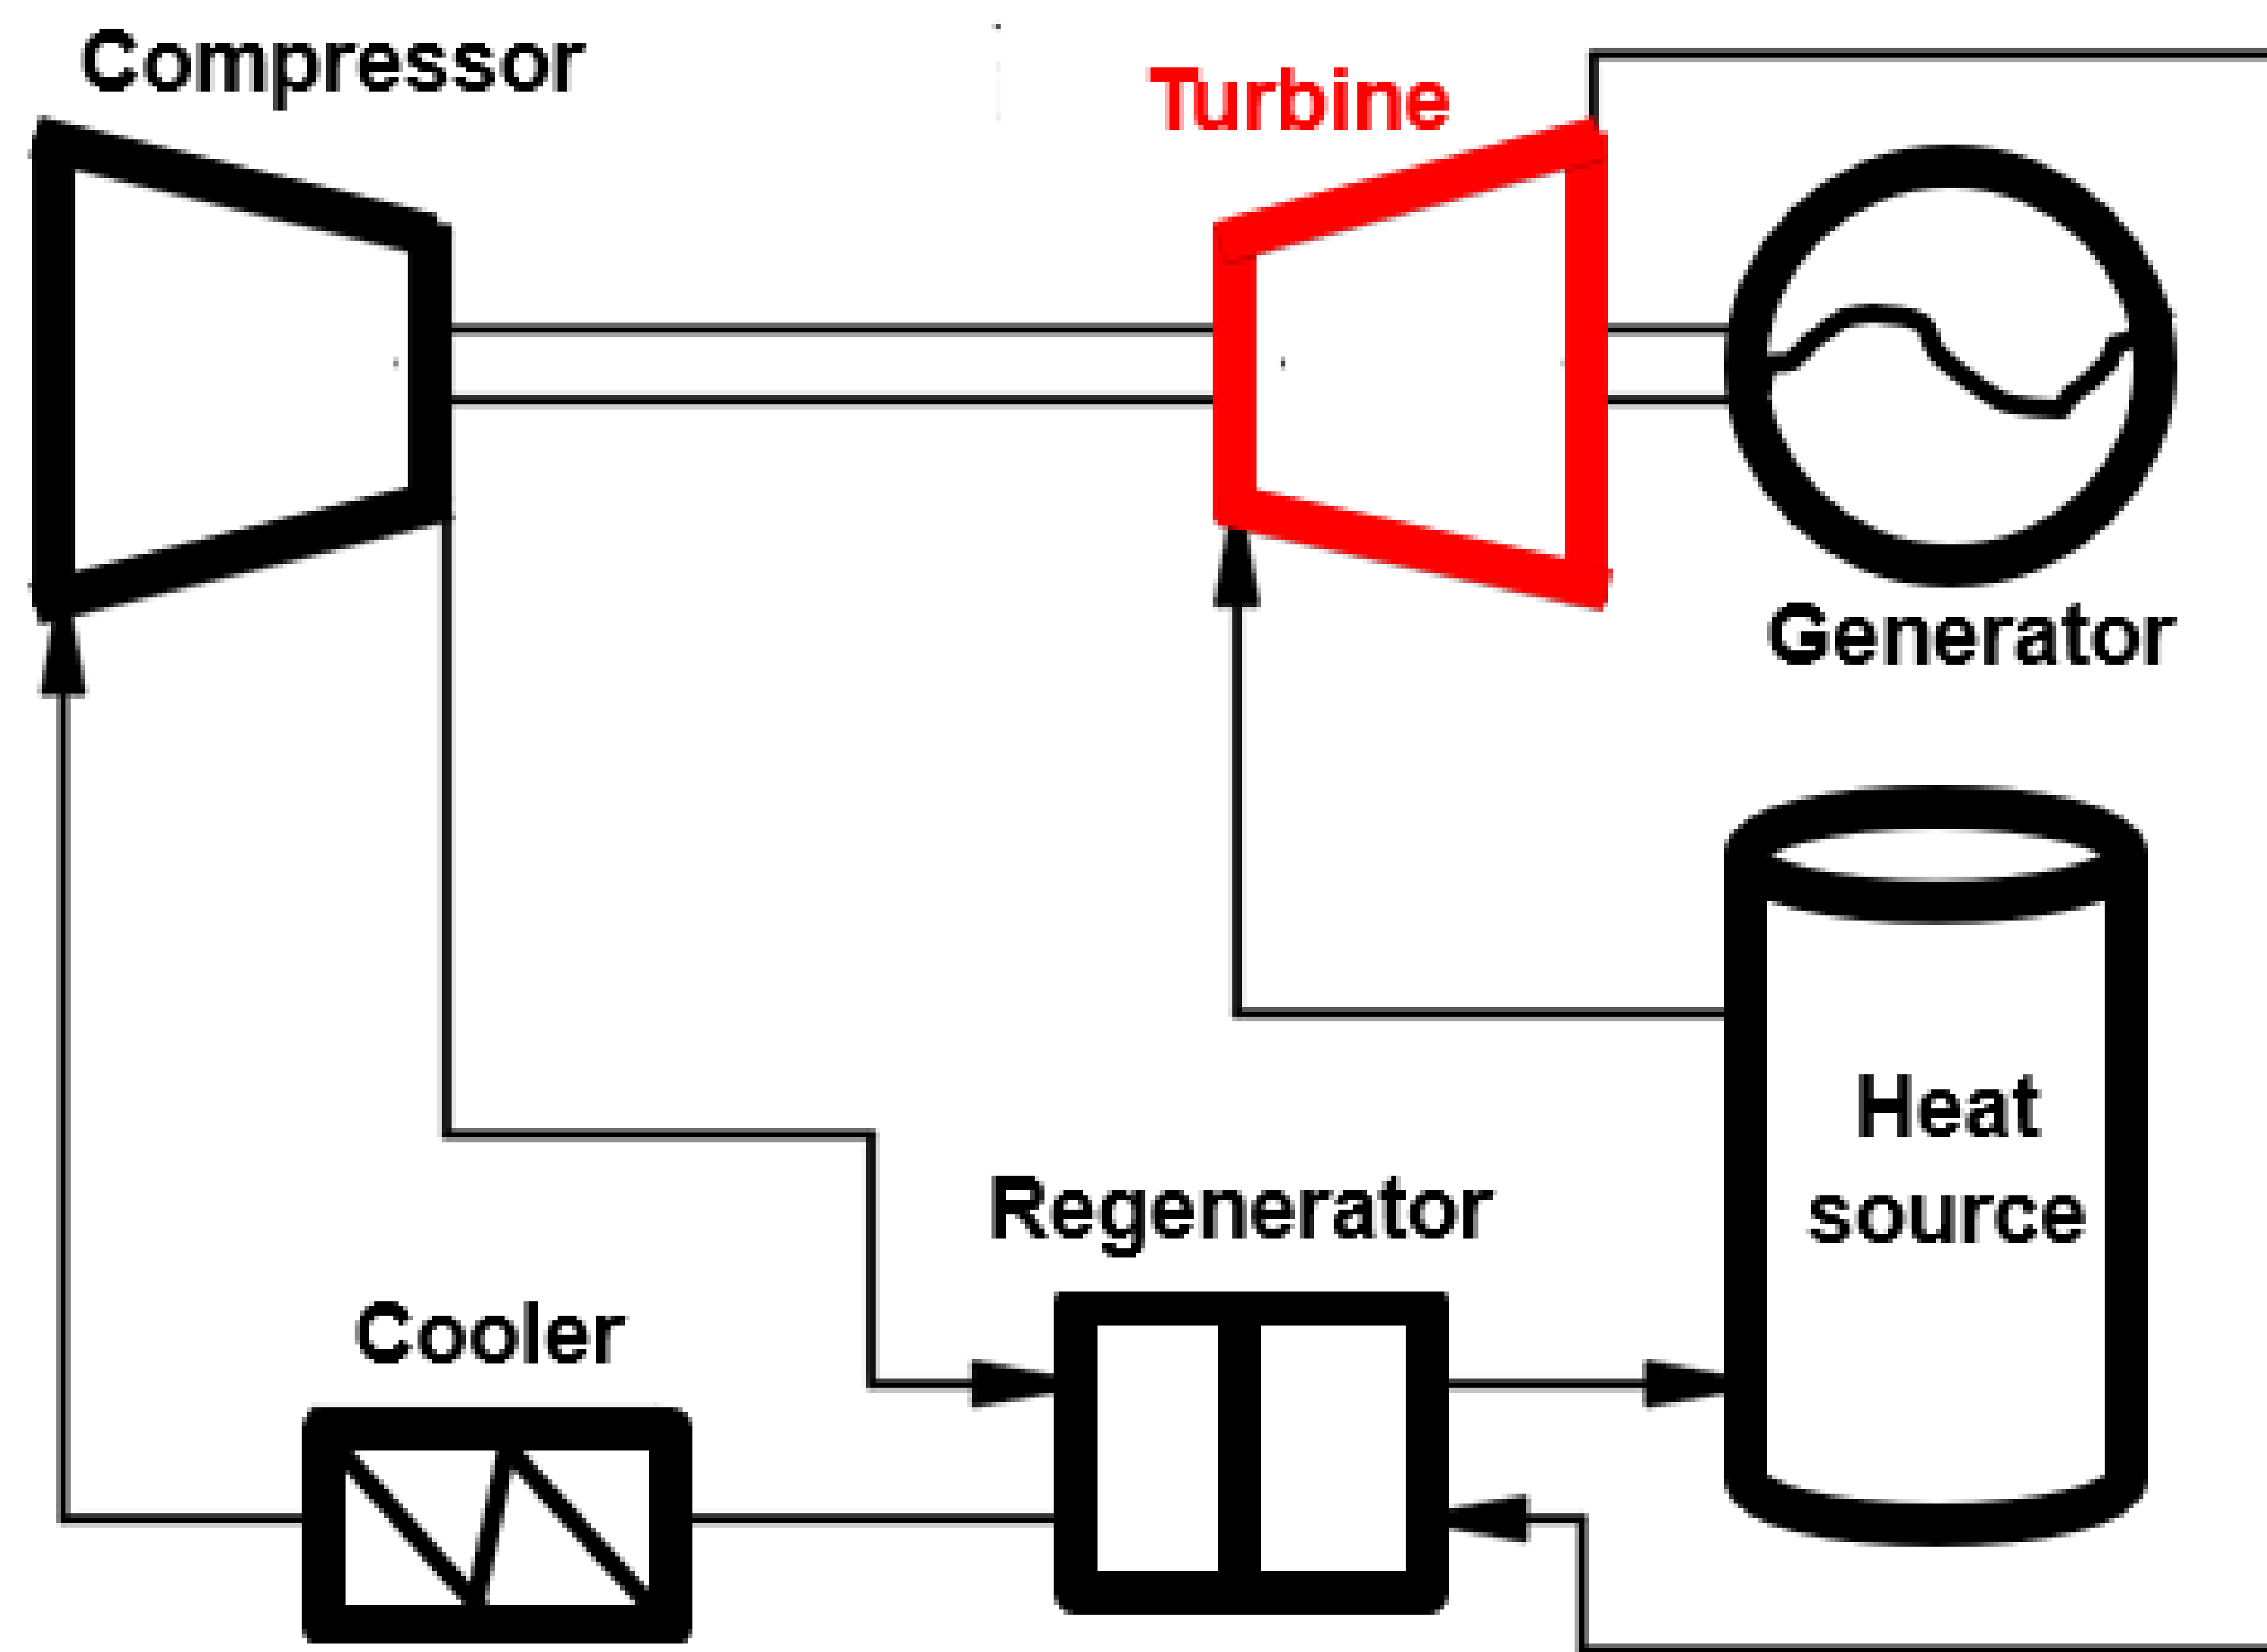 Compressor
Turbine
Generator
Heat
source
Regenerator
Cooler